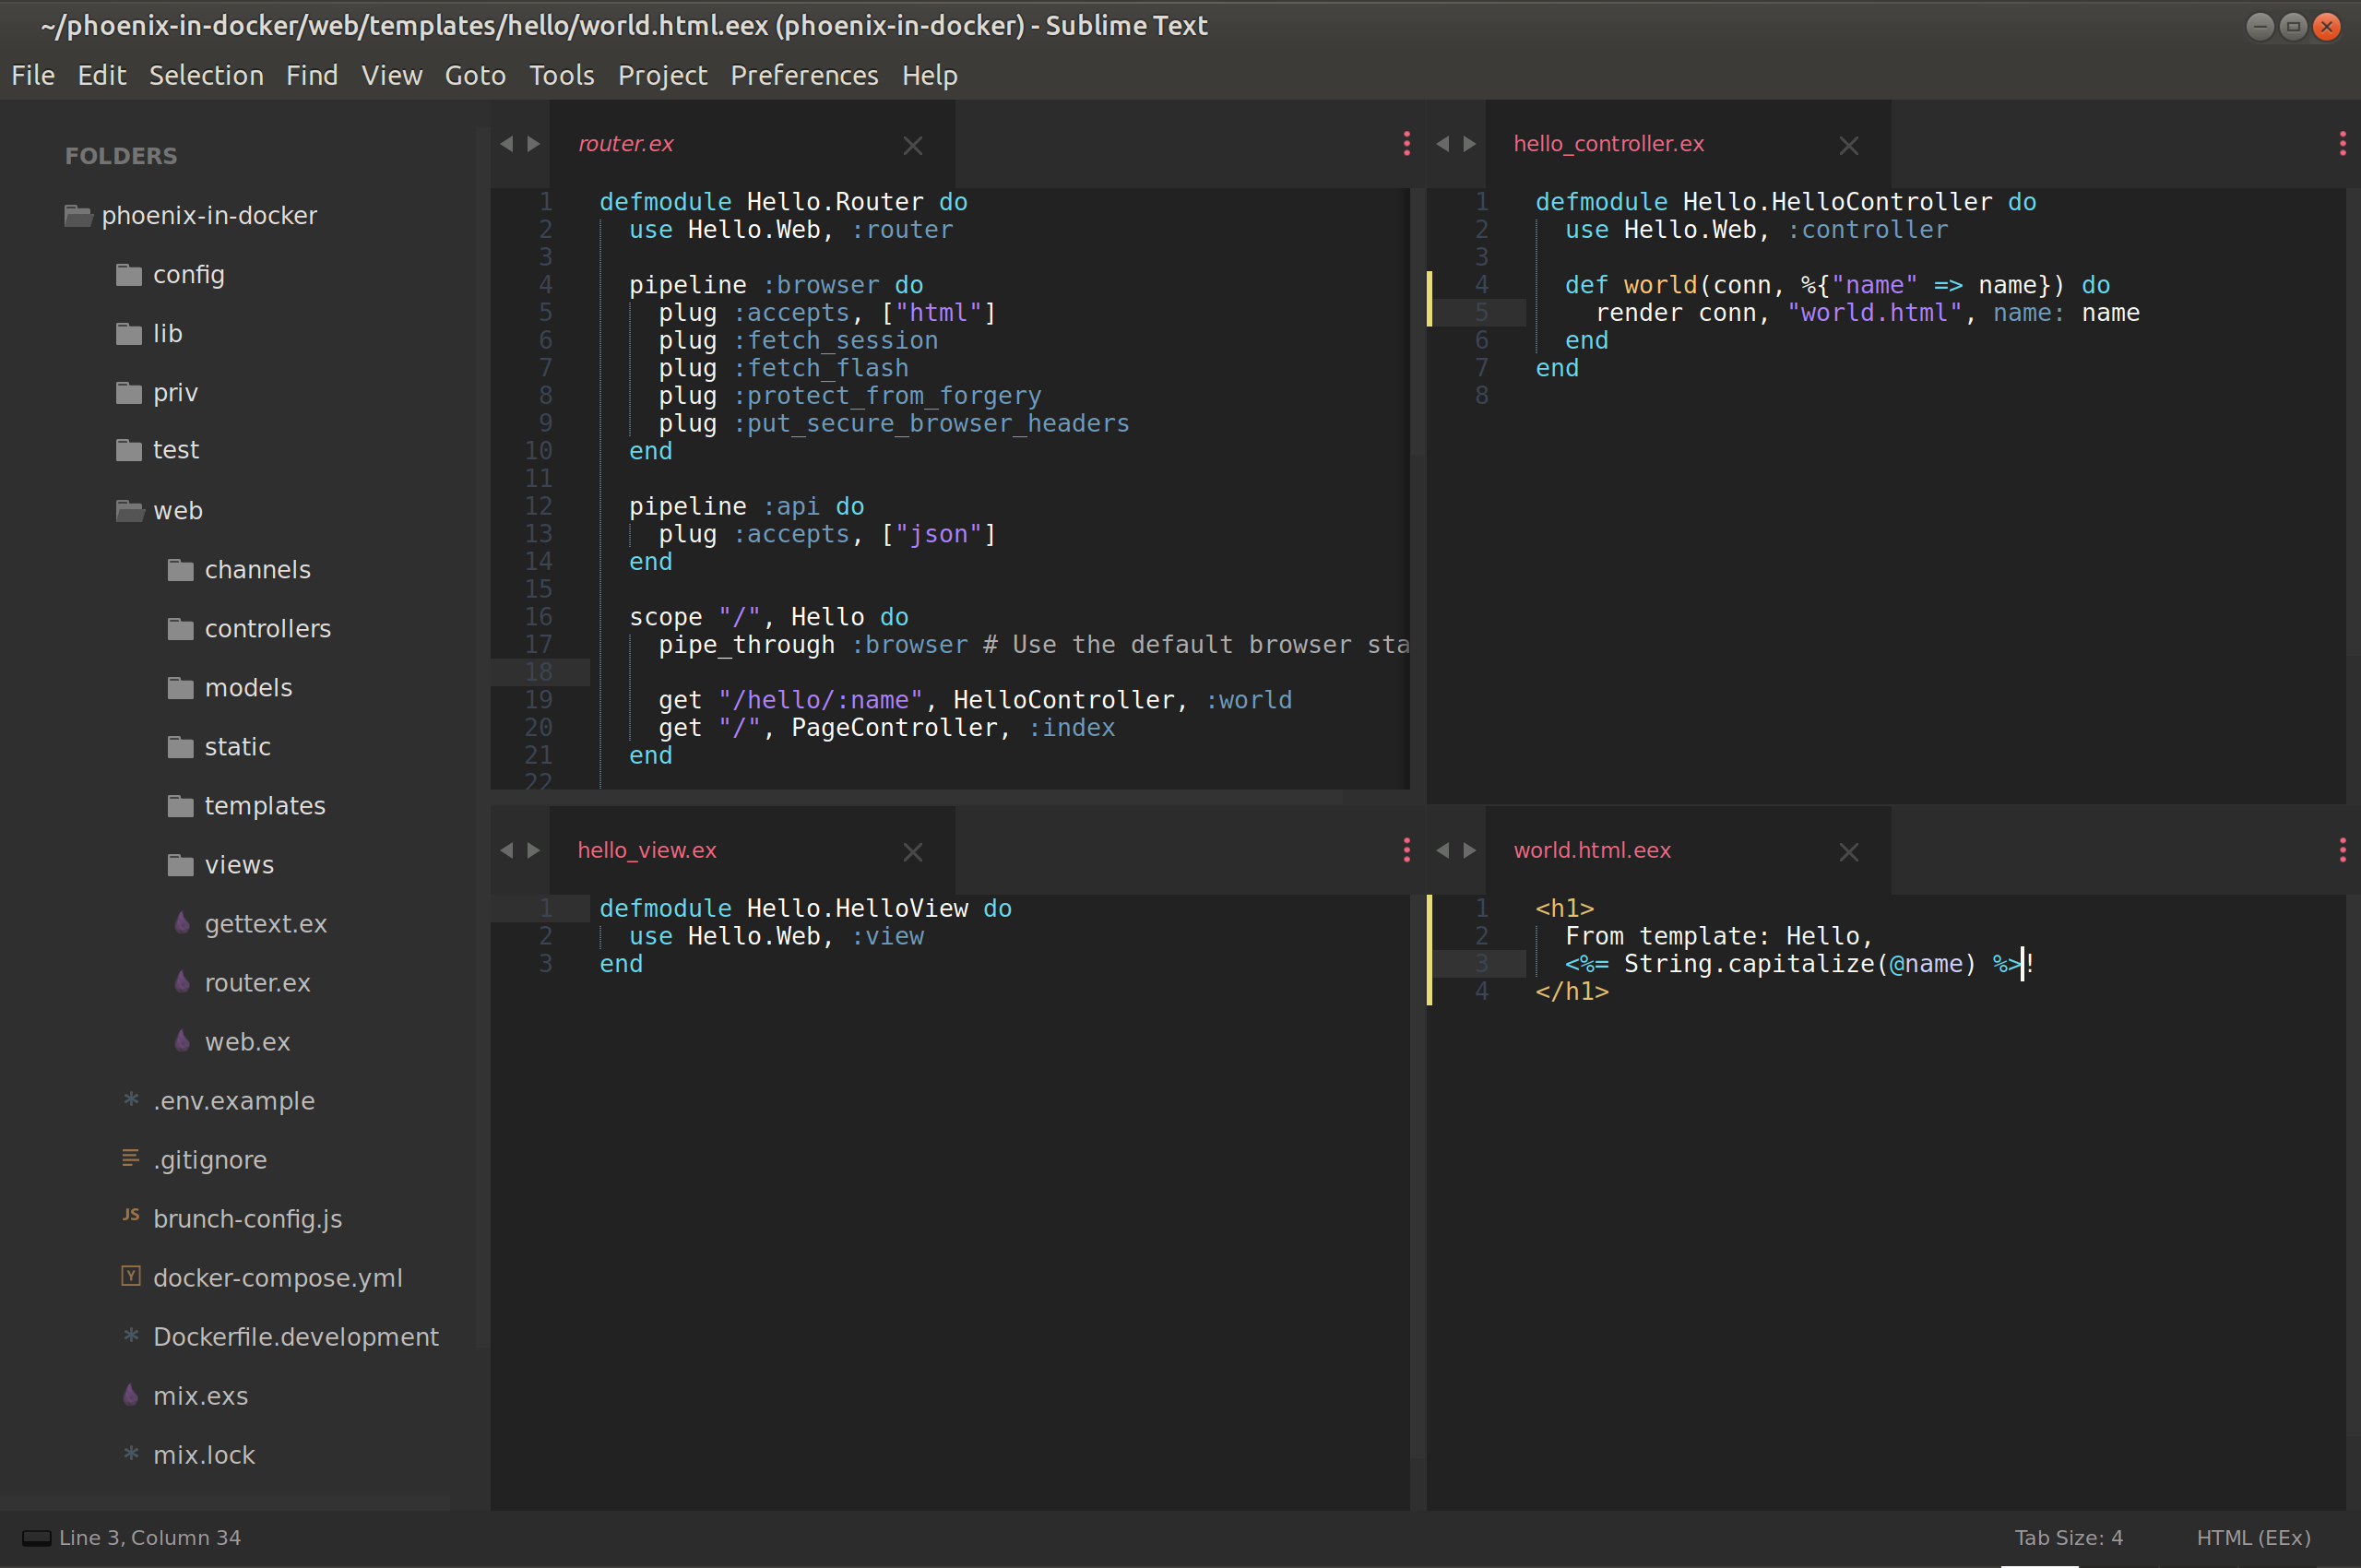 ~/phoenix-in-docker/web/templates/hello/world.html.eex (phoenix-in-docker) - Sublime Text
File Edit Selection Find View Goto Tools Project Preferences Help
FOLDERS
phoenix-in-docker
config
lib
priv
test
web
channels
controllers
models
static
templates
views
gettext.ex
router.ex
web.ex
* .env.example
.gitignore
JS brunch-config.js
Y docker-compose.yml
* Dockerfile.development
mix.exs
* mix.lock
router.ex
1 defmodule Hello.Router do
2 use Hello.Web, :router
3
4 pipeline :browser do
5 plug :accepts, ["html"]
6 plug :fetch_session
7 plug :fetch_flash
8 plug :protect_from_forgery
9 plug :put_secure_browser_headers
10 end
11
12 pipeline :api do
13 plug :accepts, ["json"]
14 end
15
16 scope "/", Hello do
17 pipe_through :browser # Use the default browser sta
18
19 get "/hello/:name", HelloController, :world
20 get "/", PageController, :index
21 end
22
hello_controller.ex
1 defmodule Hello.HelloController do
2 use Hello.Web, :controller
3
4 def world(conn, %{"name" => name}) do
5 render conn, "world.html", name: name
6 end
7 end
8
hello_view.ex
1 defmodule Hello.HelloView do
2 use Hello.Web, :view
3 end
world.html.eex
1 <h1>
2 From template: Hello,
3 <%= String.capitalize(@name) %>!
4 </h1>
Line 3, Column 34
Tab Size: 4
HTML (EEx)